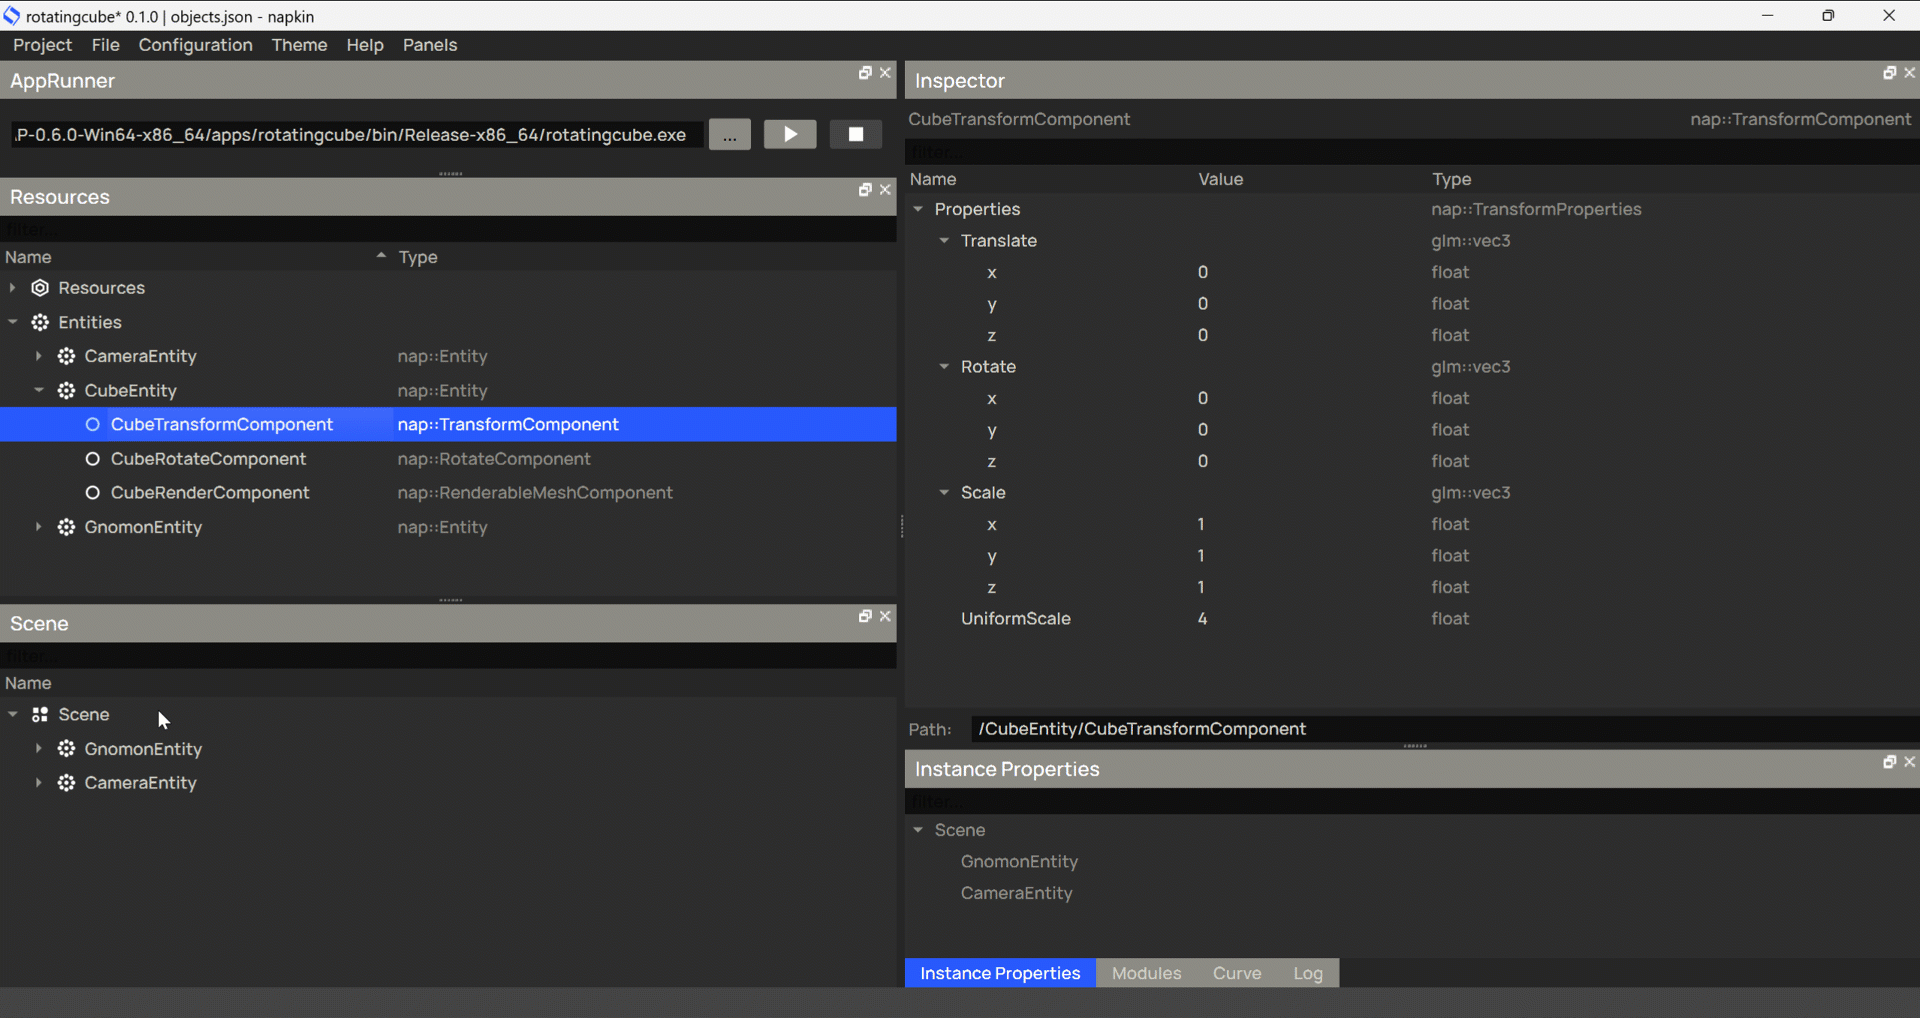 rotatingcube* 0.1.0 | objects.json - napkin
Project File Configuration Theme Help Panels
AppRunner
.P-0.6.0-Win64-x86_64/apps/rotatingcube/bin/Release-x86_64/rotatingcube.exe ...
Resources
filter...
Name Type
Resources
Entities
CameraEntity nap::Entity
CubeEntity nap::Entity
CubeTransformComponent nap::TransformComponent
CubeRotateComponent nap::RotateComponent
CubeRenderComponent nap::RenderableMeshComponent
GnomonEntity nap::Entity
Scene
filter...
Name
Scene
GnomonEntity
CameraEntity
Inspector
CubeTransformComponent nap::TransformComponent
filter...
Name Value Type
Properties nap::TransformProperties
Translate glm::vec3
x 0 float
y 0 float
z 0 float
Rotate glm::vec3
x 0 float
y 0 float
z 0 float
Scale glm::vec3
x 1 float
y 1 float
z 1 float
UniformScale 4 float
Path: /CubeEntity/CubeTransformComponent
Instance Properties
filter...
Scene
GnomonEntity
CameraEntity
Instance Properties Modules Curve Log